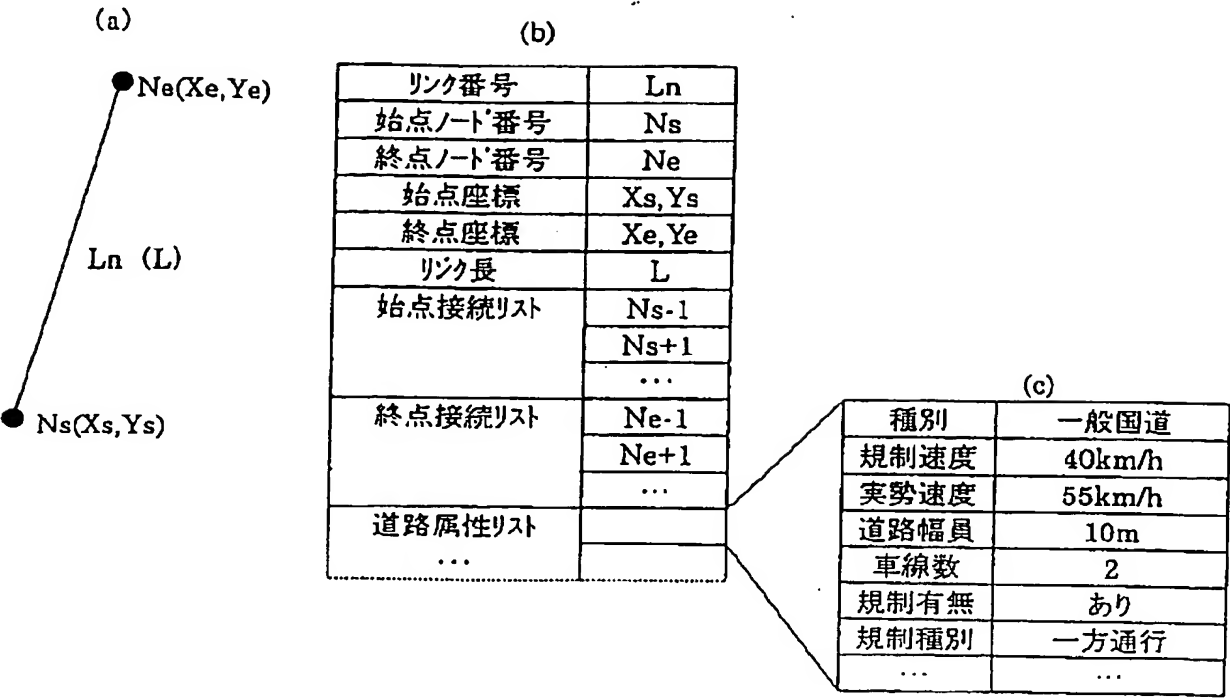 (a)
Ne(Xe,Ye)
Ln (L)
Ns(Xs,Ys)
(b)
リンク番号 Ln
始点ノード番号 Ns
終点ノード番号 Ne
始点座標 Xs,Ys
終点座標 Xe,Ye
リンク長 L
始点接続リスト Ns-1
Ns+1
…
終点接続リスト Ne-1
Ne+1
…
道路属性リスト
…
(c)
種別 一般国道
規制速度 40km/h
実勢速度 55km/h
道路幅員 10m
車線数 2
規制有無 あり
規制種別 一方通行
… …